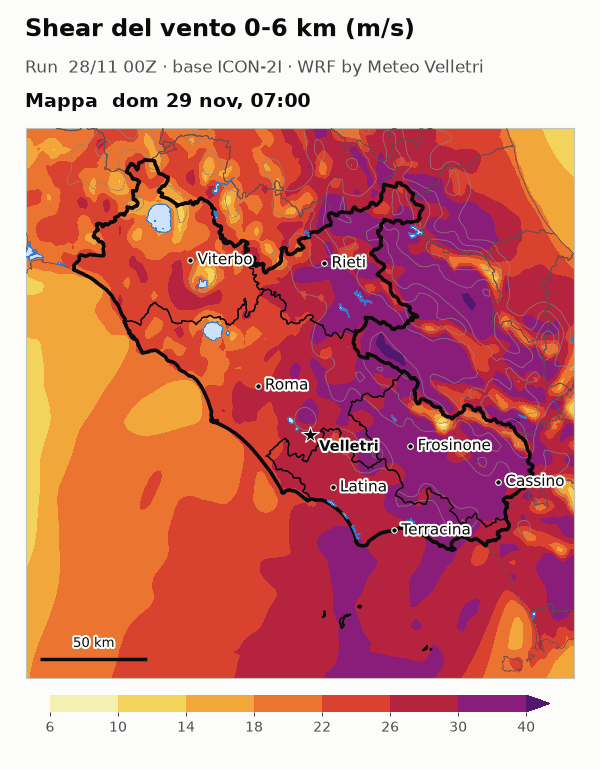 Shear del vento 0-6 km (m/s)
Run  28/11 00Z · base ICON-2I · WRF by Meteo Velletri
Mappa  dom 29 nov, 07:00
Viterbo
Rieti
Roma
Velletri
Frosinone
Cassino
Latina
Terracina
50 km
6 10 14 18 22 26 30 40